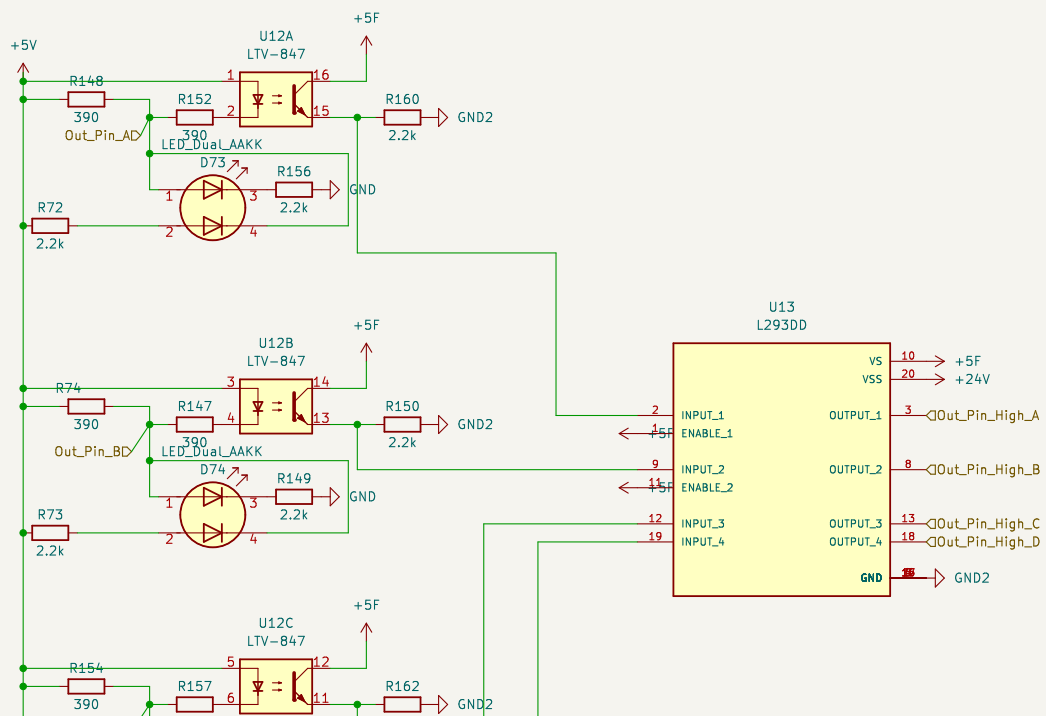 +5F
U12A
LTV-847
+5V
R148
390
1
16
R152
390
2
15
R160
2.2k
GND2
Out_Pin_A
LED_Dual_AAKK
D73
1
3
R156
2.2k
GND
R72
2.2k
2
4
+5F
U12B
LTV-847
R74
390
3
14
R147
390
4
13
R150
2.2k
GND2
Out_Pin_B
LED_Dual_AAKK
D74
1
3
R149
2.2k
GND
R73
2.2k
2
4
U13
L293DD
VS
10
+5F
VSS
20
+24V
2
INPUT_1
OUTPUT_1
3
Out_Pin_High_A
+5F
1
ENABLE_1
9
INPUT_2
OUTPUT_2
8
Out_Pin_High_B
+5F
11
ENABLE_2
12
INPUT_3
OUTPUT_3
13
Out_Pin_High_C
19
INPUT_4
OUTPUT_4
18
Out_Pin_High_D
GND
GND2
+5F
U12C
LTV-847
R154
390
5
12
R157
6
11
R162
GND2